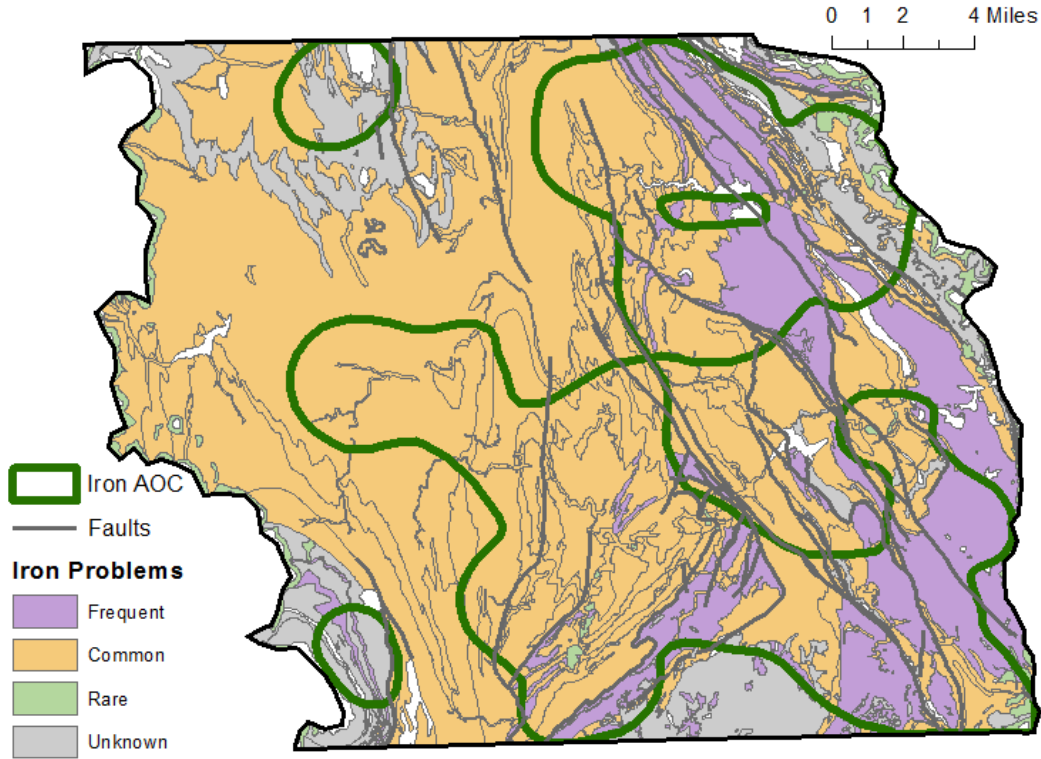 0 1 2 4 Miles
Iron AOC
Faults
Iron Problems
Frequent
Common
Rare
Unknown